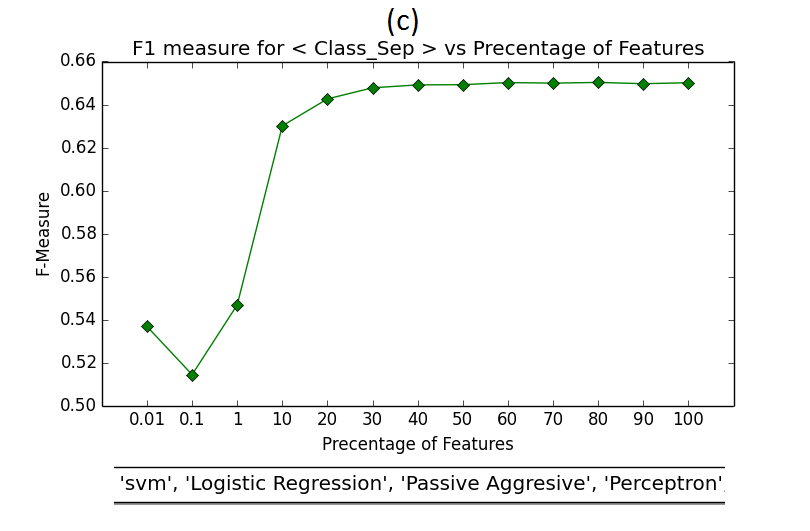 (c)
F1 measure for < Class_Sep > vs Precentage of Features
0.66
0.64
0.62
0.60
0.58
0.56
0.54
0.52
0.50
F-Measure
0.01 0.1 1 10 20 30 40 50 60 70 80 90 100
Precentage of Features
'svm', 'Logistic Regression', 'Passive Aggresive', 'Perceptron',